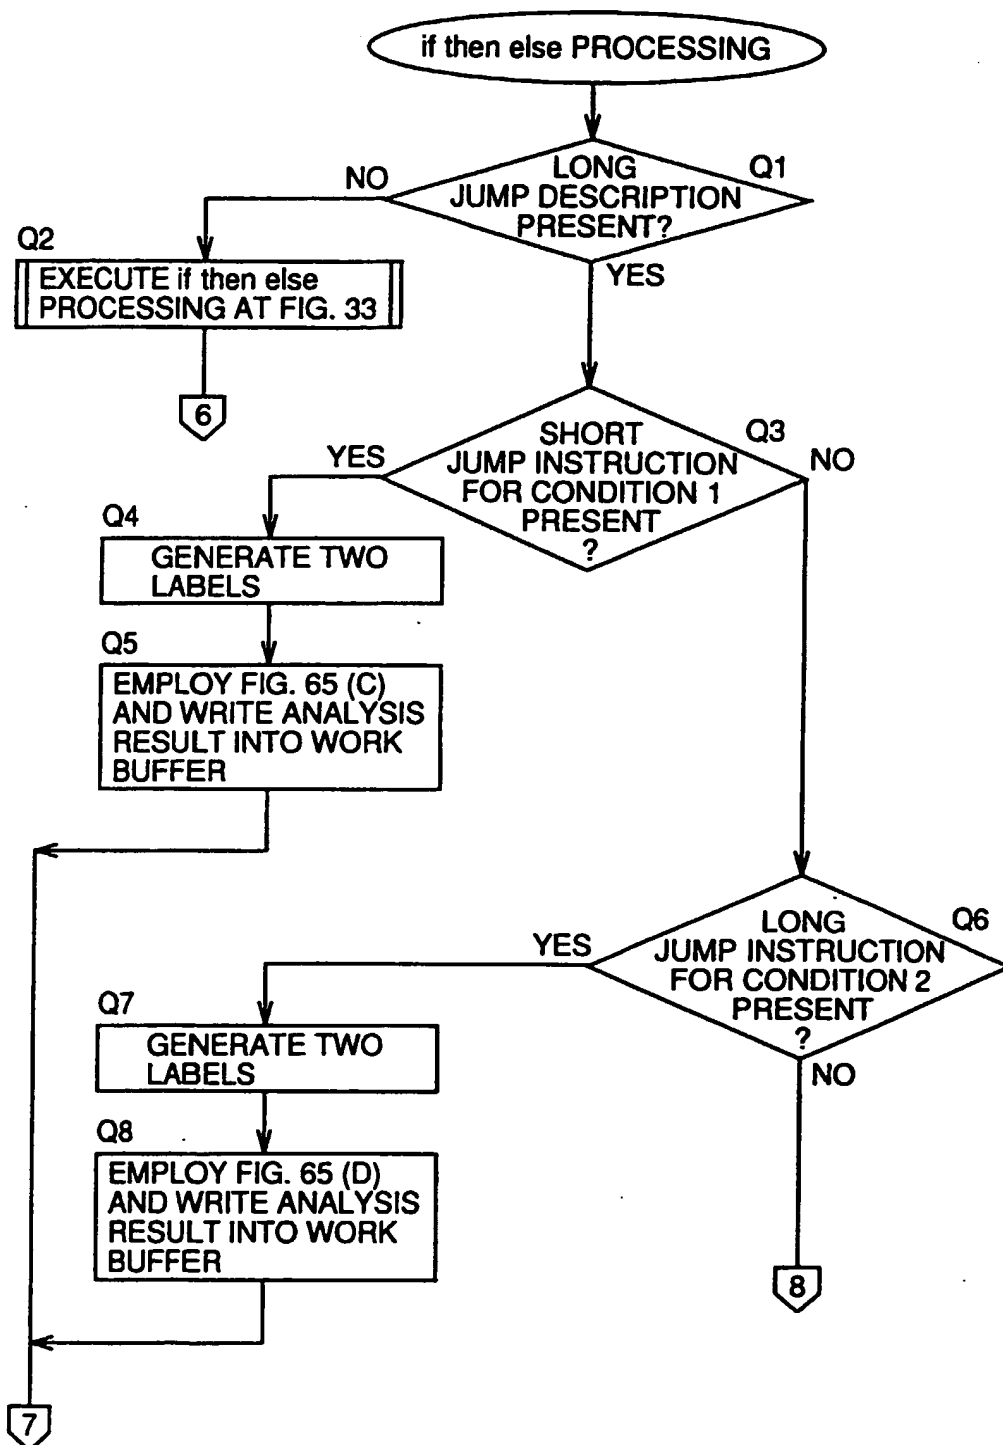 if then else PROCESSING
LONG
JUMP DESCRIPTION
PRESENT?
Q1
NO
YES
Q2
EXECUTE if then else
PROCESSING AT FIG. 33
6
SHORT
JUMP INSTRUCTION
FOR CONDITION 1
PRESENT
?
Q3
YES
NO
Q4
GENERATE TWO
LABELS
Q5
EMPLOY FIG. 65 (C)
AND WRITE ANALYSIS
RESULT INTO WORK
BUFFER
LONG
JUMP INSTRUCTION
FOR CONDITION 2
PRESENT
?
Q6
YES
NO
Q7
GENERATE TWO
LABELS
Q8
EMPLOY FIG. 65 (D)
AND WRITE ANALYSIS
RESULT INTO WORK
BUFFER
8
7